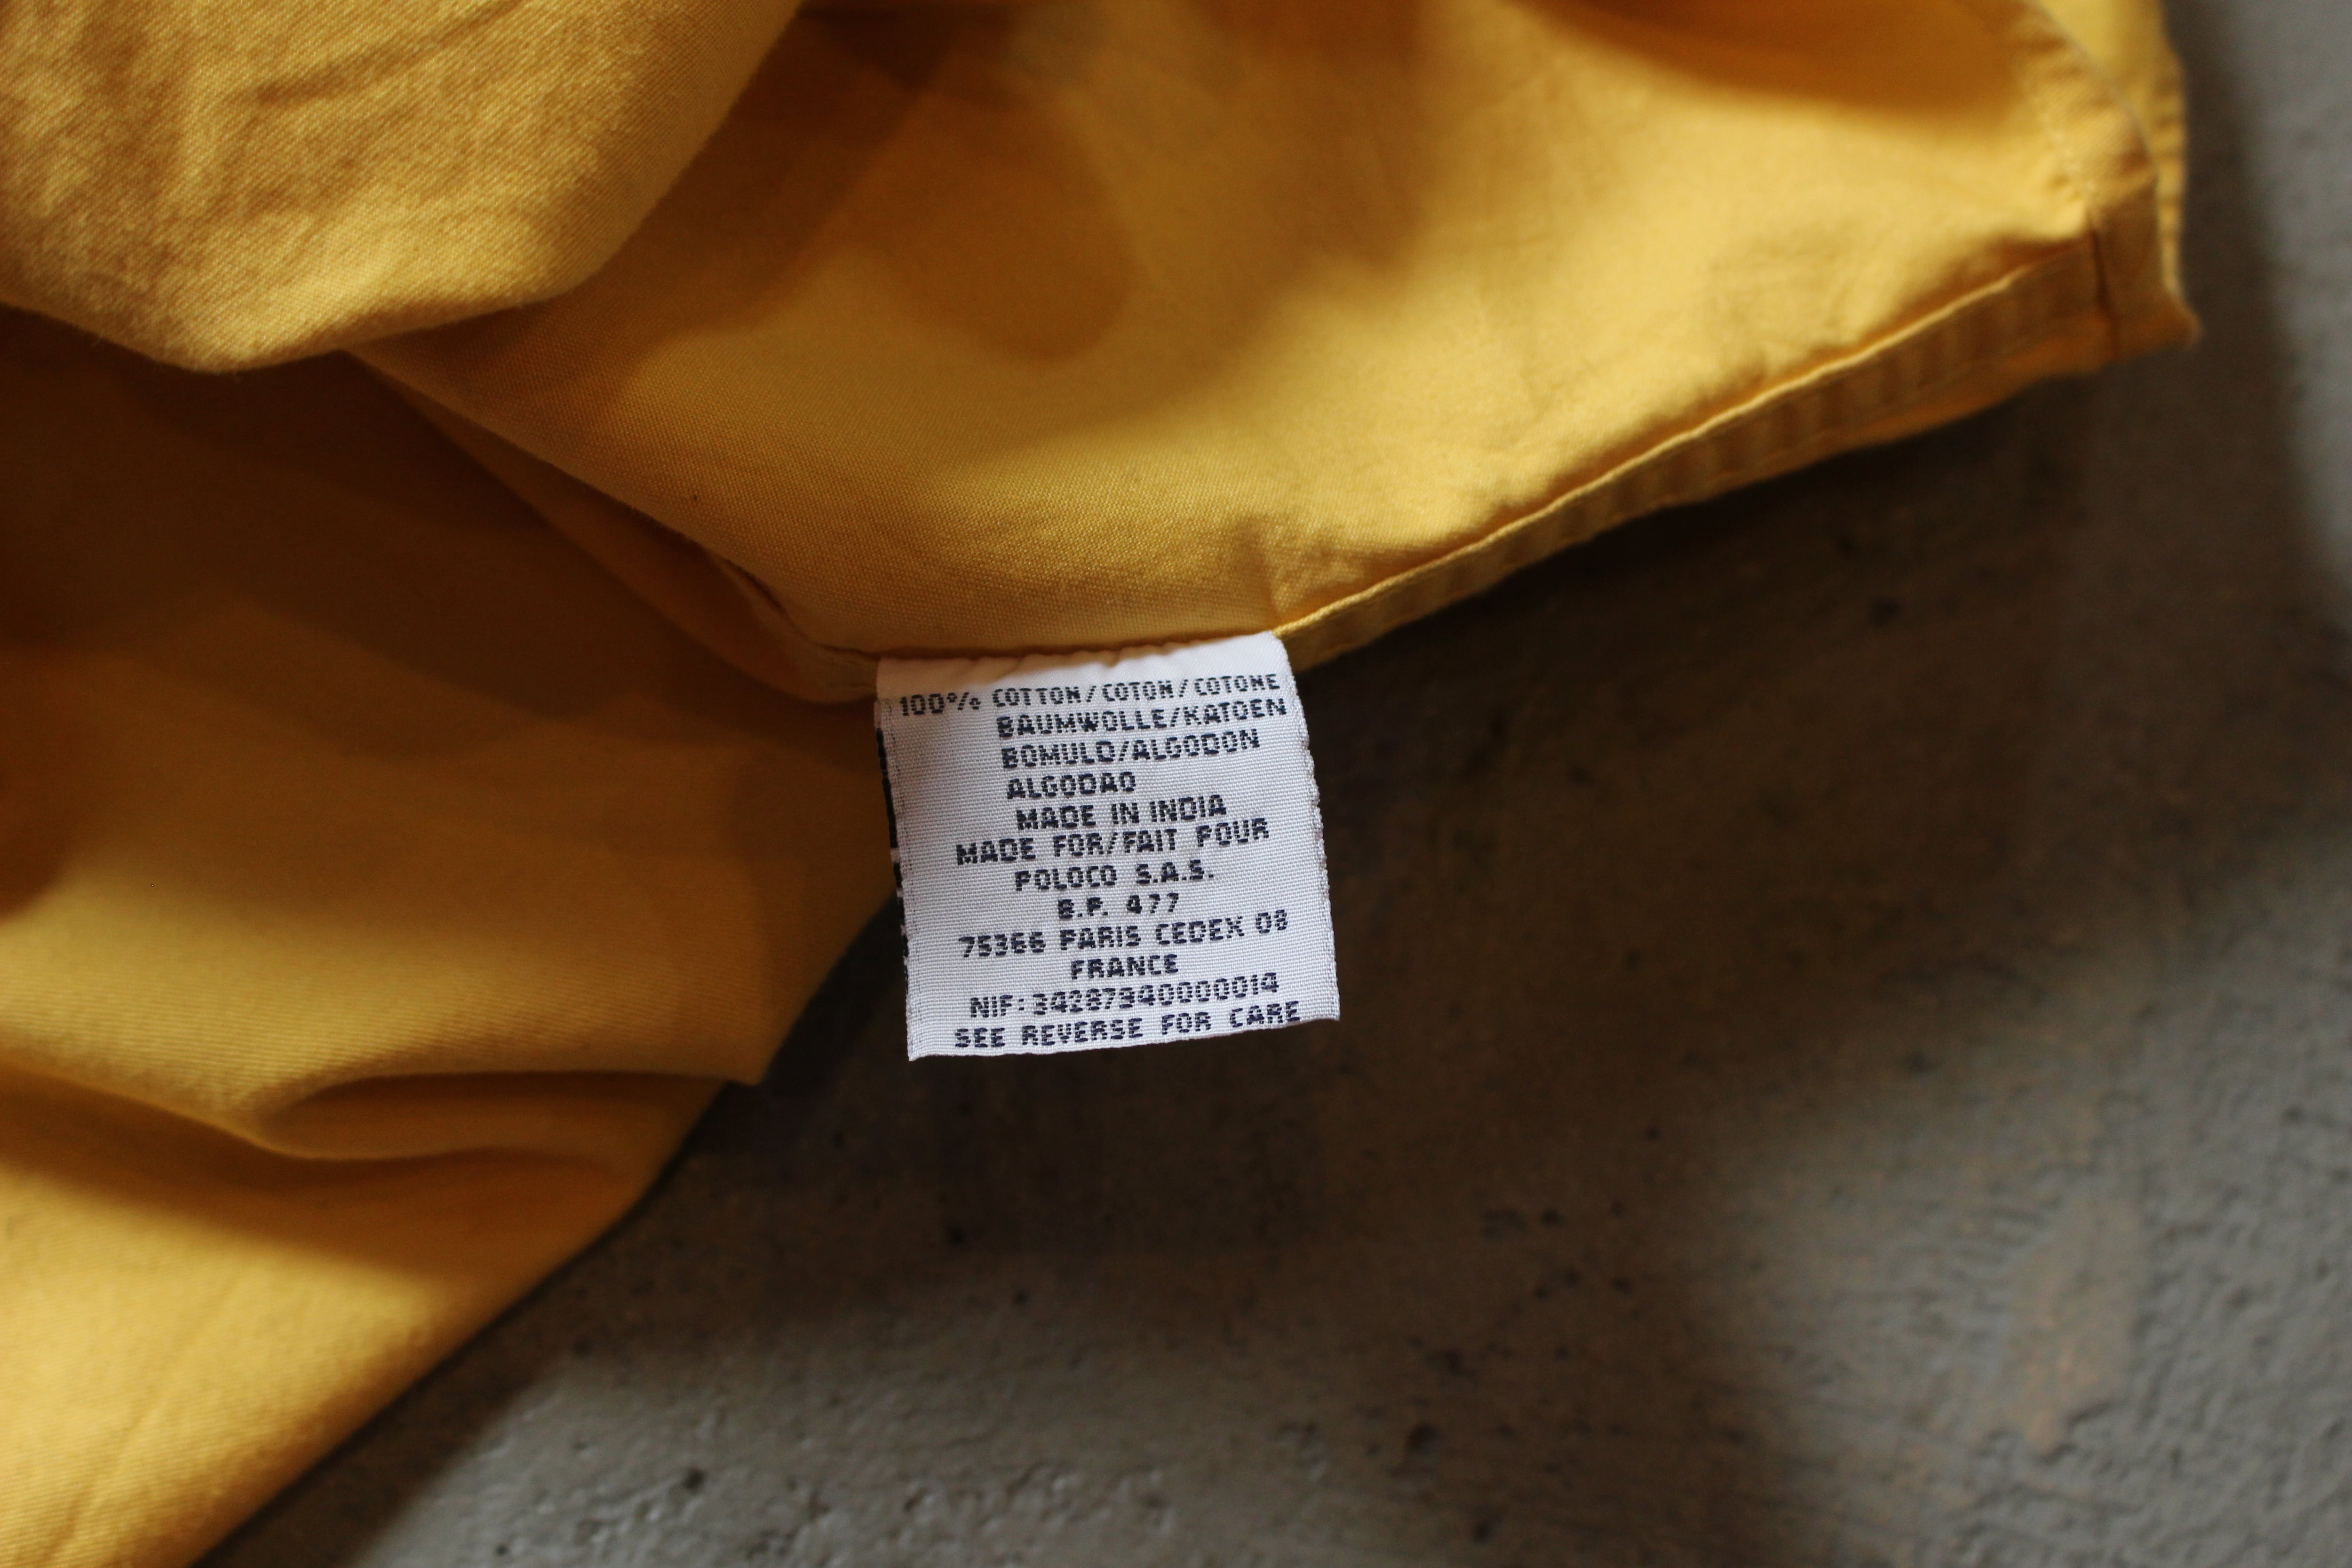 100% COTTON/COTON/COTONE
BAUMWOLLE/KATOEN
BOMULD/ALGODON
ALGODAO
MADE IN INDIA
MADE FOR/FAIT POUR
POLOCO S.A.S.
B.P. 477
75366 PARIS CEDEX 08
FRANCE
NIF: 34287940000014
SEE REVERSE FOR CARE